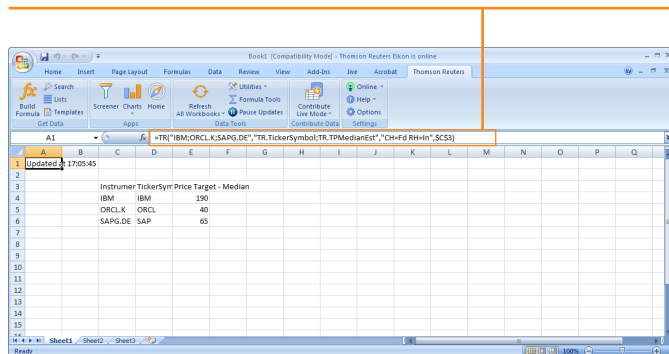 Book1 [Compatibility Mode] - Thomson Reuters Eikon is online
Home Insert Page Layout Formulas Data Review View Add-Ins Jive Acrobat Thomson Reuters
Build Formula
Search
Lists
Templates
Get Data
Screener Charts Home
Apps
Refresh All Workbooks
Utilities
Formula Tools
Pause Updates
Data Tools
Contribute Live Mode
Contribute Data
Online
Help
Options
Settings
A1 fx =TR("IBM;ORCL.K;SAPG.DE","TR.TickerSymbol;TR.TPMedianEst","CH=Fd RH=In",$C$3)
A B C D E F G H I J K L M N O P Q
1 Updated at 17:05:45
2
3 Instrumer TickerSym Price Target - Median
4 IBM IBM 190
5 ORCL.K ORCL 40
6 SAPG.DE SAP 65
7
8
9
10
11
12
13
14
15
Sheet1 Sheet2 Sheet3
Ready 100%